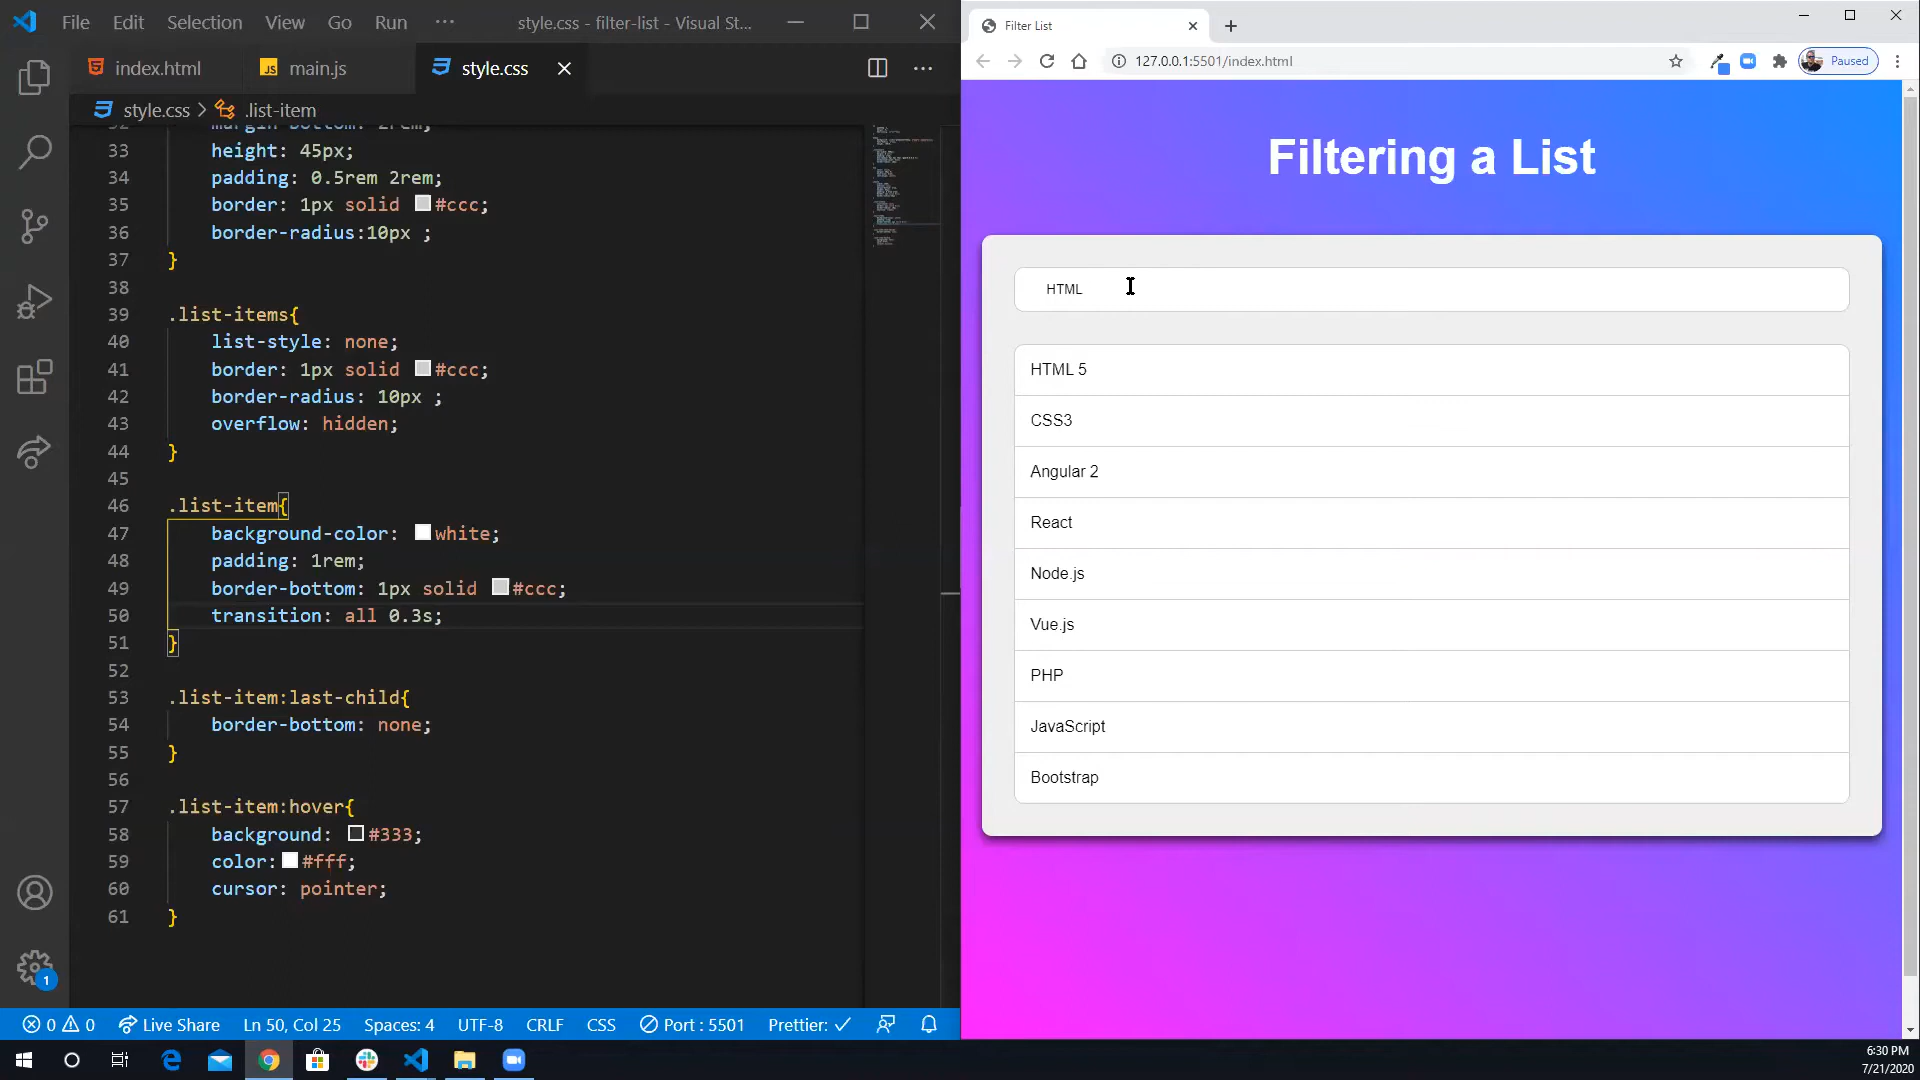 File Edit Selection View Go Run ··· style.css - filter-list - Visual St...
index.html main.js style.css
style.css > .list-item
33 height: 45px;
34 padding: 0.5rem 2rem;
35 border: 1px solid #ccc;
36 border-radius:10px ;
37 }
38
39 .list-items{
40 list-style: none;
41 border: 1px solid #ccc;
42 border-radius: 10px ;
43 overflow: hidden;
44 }
45
46 .list-item{
47 background-color: white;
48 padding: 1rem;
49 border-bottom: 1px solid #ccc;
50 transition: all 0.3s;
51 }
52
53 .list-item:last-child{
54 border-bottom: none;
55 }
56
57 .list-item:hover{
58 background: #333;
59 color: #fff;
60 cursor: pointer;
61 }
1
0 0 Live Share Ln 50, Col 25 Spaces: 4 UTF-8 CRLF CSS Port : 5501 Prettier: ✓
Filter List
127.0.0.1:5501/index.html Paused
Filtering a List
HTML
HTML 5
CSS3
Angular 2
React
Node.js
Vue.js
PHP
JavaScript
Bootstrap
6:30 PM
7/21/2020